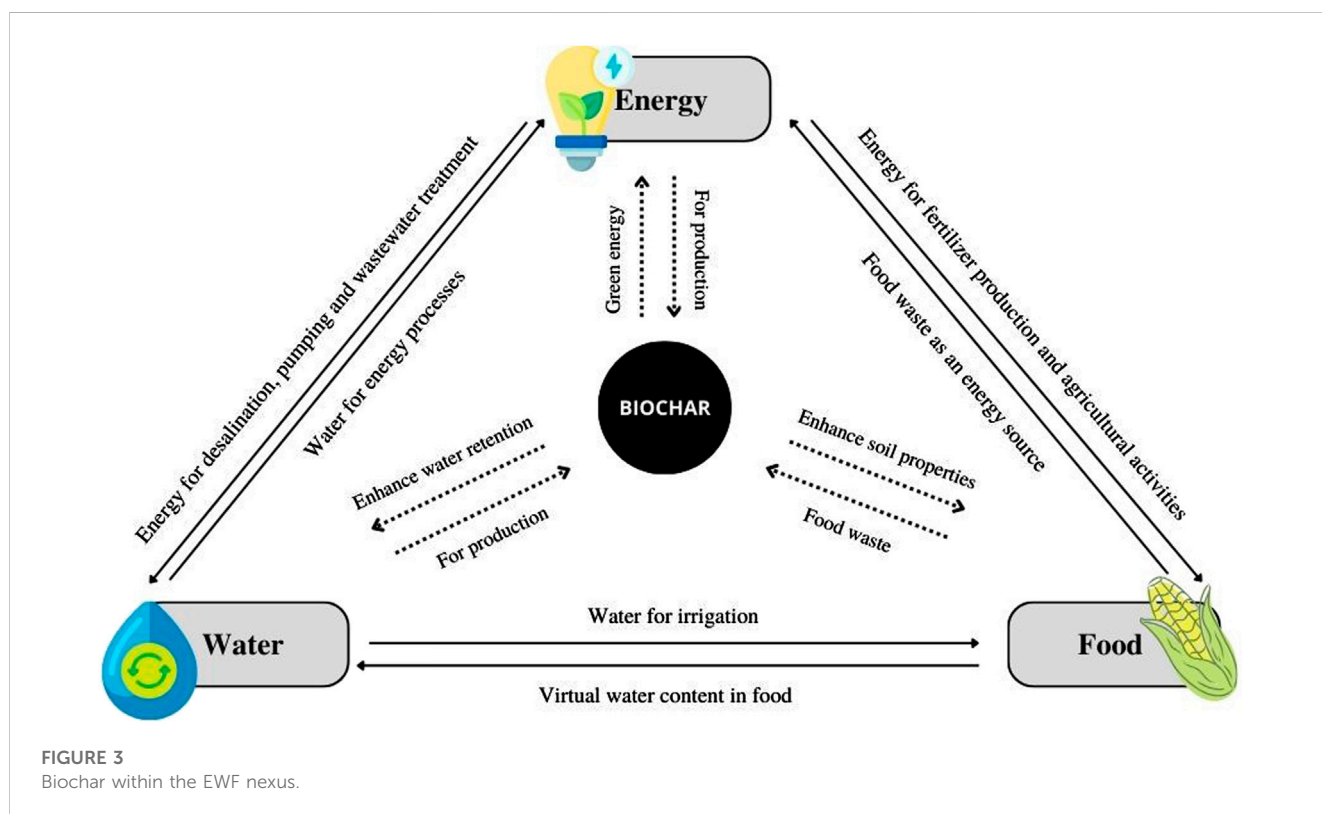 Energy
Energy for desalination, pumping and wastewater treatment
Water for energy processes
Green energy
For production
Energy for fertilizer production and agricultural activities
Food waste as an energy source
BIOCHAR
Enhance water retention
For production
Enhance soil properties
Food waste
Water
Water for irrigation
Virtual water content in food
Food
FIGURE 3
Biochar within the EWF nexus.